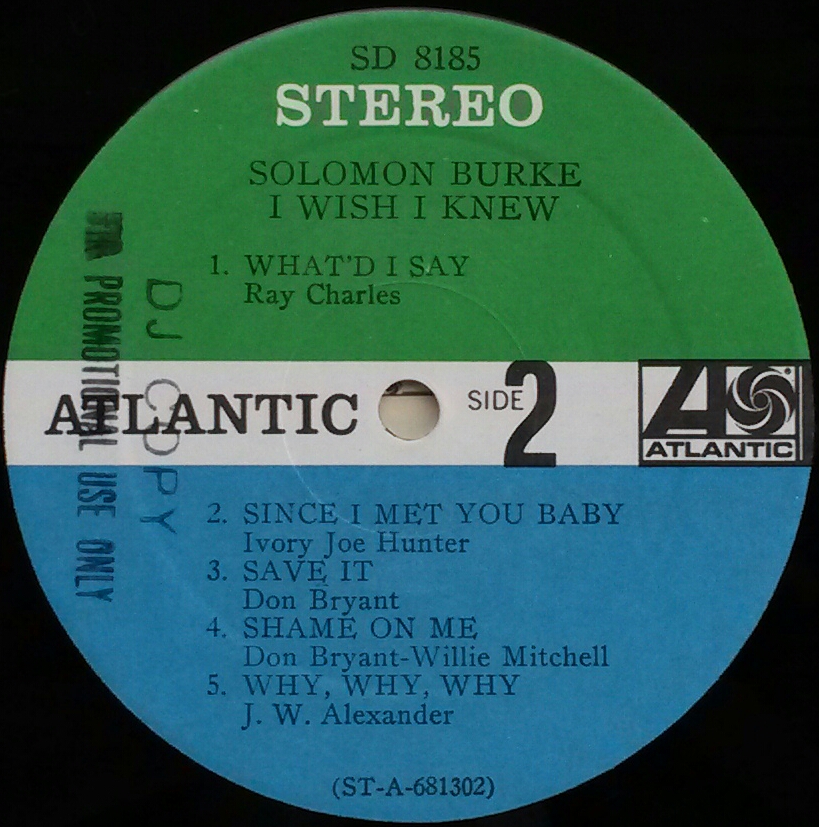 SD 8185
STEREO
SOLOMON BURKE
I WISH I KNEW
1. WHAT'D I SAY
Ray Charles
FOR PROMOTIONAL USE ONLY
DJ COPY
ATLANTIC
SIDE 2
ATLANTIC
2. SINCE I MET YOU BABY
Ivory Joe Hunter
3. SAVE IT
Don Bryant
4. SHAME ON ME
Don Bryant-Willie Mitchell
5. WHY, WHY, WHY
J. W. Alexander
(ST-A-681302)